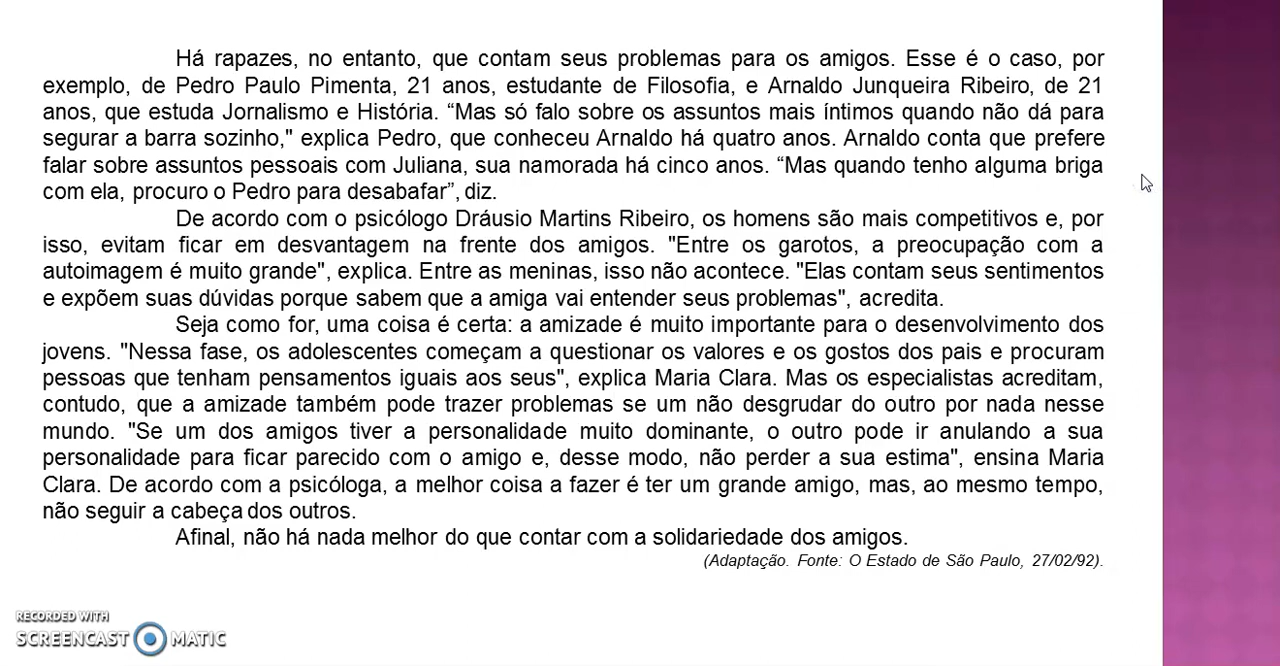 Há rapazes, no entanto, que contam seus problemas para os amigos. Esse é o caso, por
exemplo, de Pedro Paulo Pimenta, 21 anos, estudante de Filosofia, e Arnaldo Junqueira Ribeiro, de 21
anos, que estuda Jornalismo e História. “Mas só falo sobre os assuntos mais íntimos quando não dá para
segurar a barra sozinho," explica Pedro, que conheceu Arnaldo há quatro anos. Arnaldo conta que prefere
falar sobre assuntos pessoais com Juliana, sua namorada há cinco anos. “Mas quando tenho alguma briga
com ela, procuro o Pedro para desabafar”, diz.
De acordo com o psicólogo Dráusio Martins Ribeiro, os homens são mais competitivos e, por
isso, evitam ficar em desvantagem na frente dos amigos. "Entre os garotos, a preocupação com a
autoimagem é muito grande", explica. Entre as meninas, isso não acontece. "Elas contam seus sentimentos
e expõem suas dúvidas porque sabem que a amiga vai entender seus problemas", acredita.
Seja como for, uma coisa é certa: a amizade é muito importante para o desenvolvimento dos
jovens. "Nessa fase, os adolescentes começam a questionar os valores e os gostos dos pais e procuram
pessoas que tenham pensamentos iguais aos seus", explica Maria Clara. Mas os especialistas acreditam,
contudo, que a amizade também pode trazer problemas se um não desgrudar do outro por nada nesse
mundo. "Se um dos amigos tiver a personalidade muito dominante, o outro pode ir anulando a sua
personalidade para ficar parecido com o amigo e, desse modo, não perder a sua estima", ensina Maria
Clara. De acordo com a psicóloga, a melhor coisa a fazer é ter um grande amigo, mas, ao mesmo tempo,
não seguir a cabeça dos outros.
Afinal, não há nada melhor do que contar com a solidariedade dos amigos.
(Adaptação. Fonte: O Estado de São Paulo, 27/02/92).
RECORDED WITH
SCREENCAST MATIC